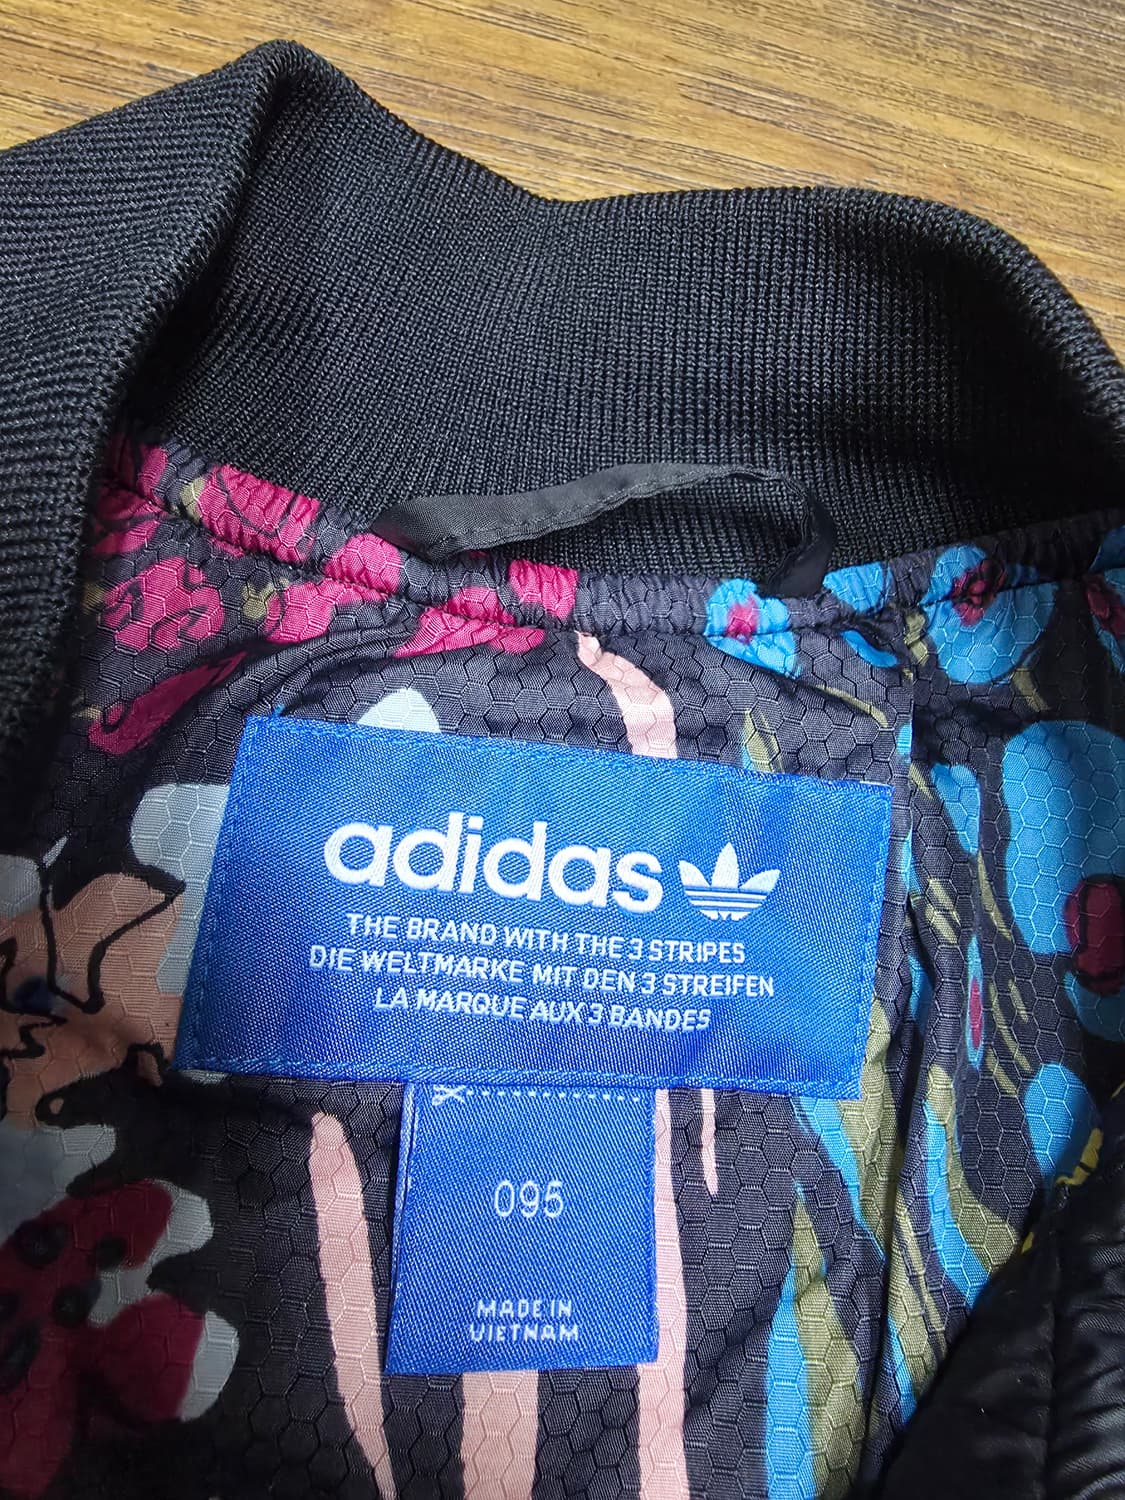 adidas
THE BRAND WITH THE 3 STRIPES
DIE WELTMARKE MIT DEN 3 STREIFEN
LA MARQUE AUX 3 BANDES
095
MADE IN
VIETNAM